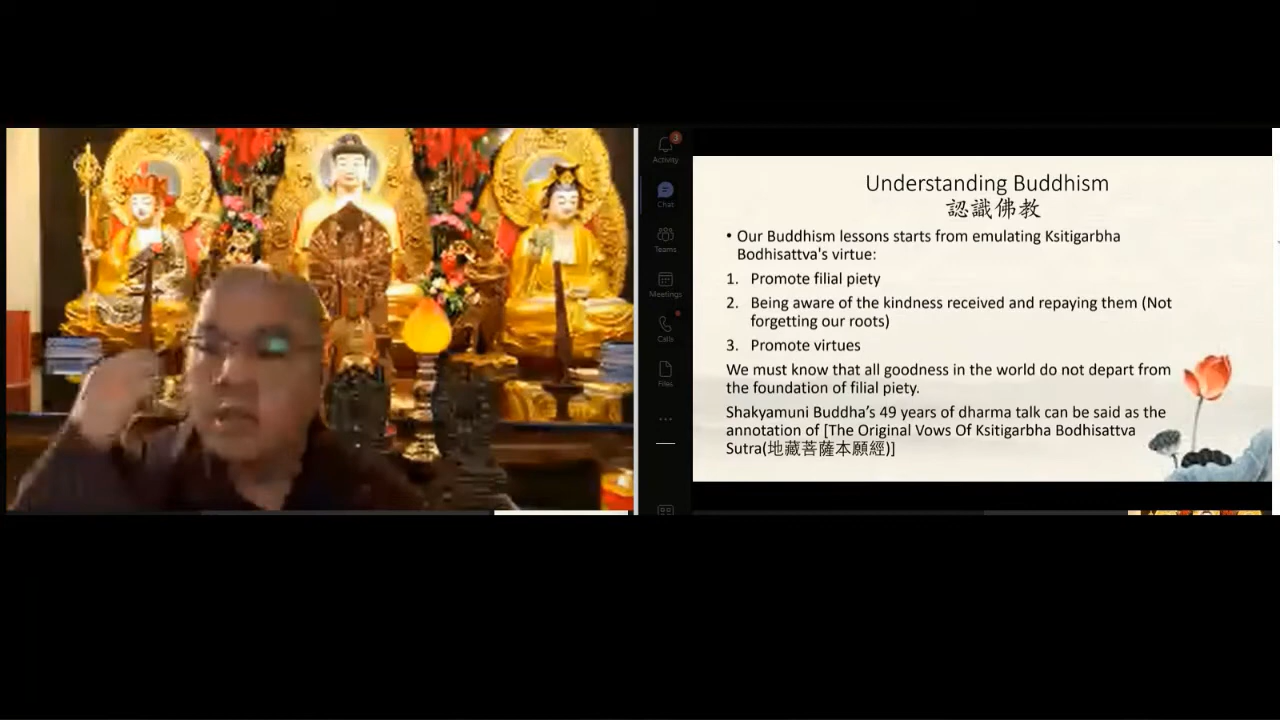 3
Activity
Chat
Teams
Meetings
Calls
Files
...
Understanding Buddhism
認識佛教
• Our Buddhism lessons starts from emulating Ksitigarbha
Bodhisattva's virtue:
1. Promote filial piety
2. Being aware of the kindness received and repaying them (Not
forgetting our roots)
3. Promote virtues
We must know that all goodness in the world do not depart from
the foundation of filial piety.
Shakyamuni Buddha’s 49 years of dharma talk can be said as the
annotation of [The Original Vows Of Ksitigarbha Bodhisattva
Sutra(地藏菩薩本願經)]